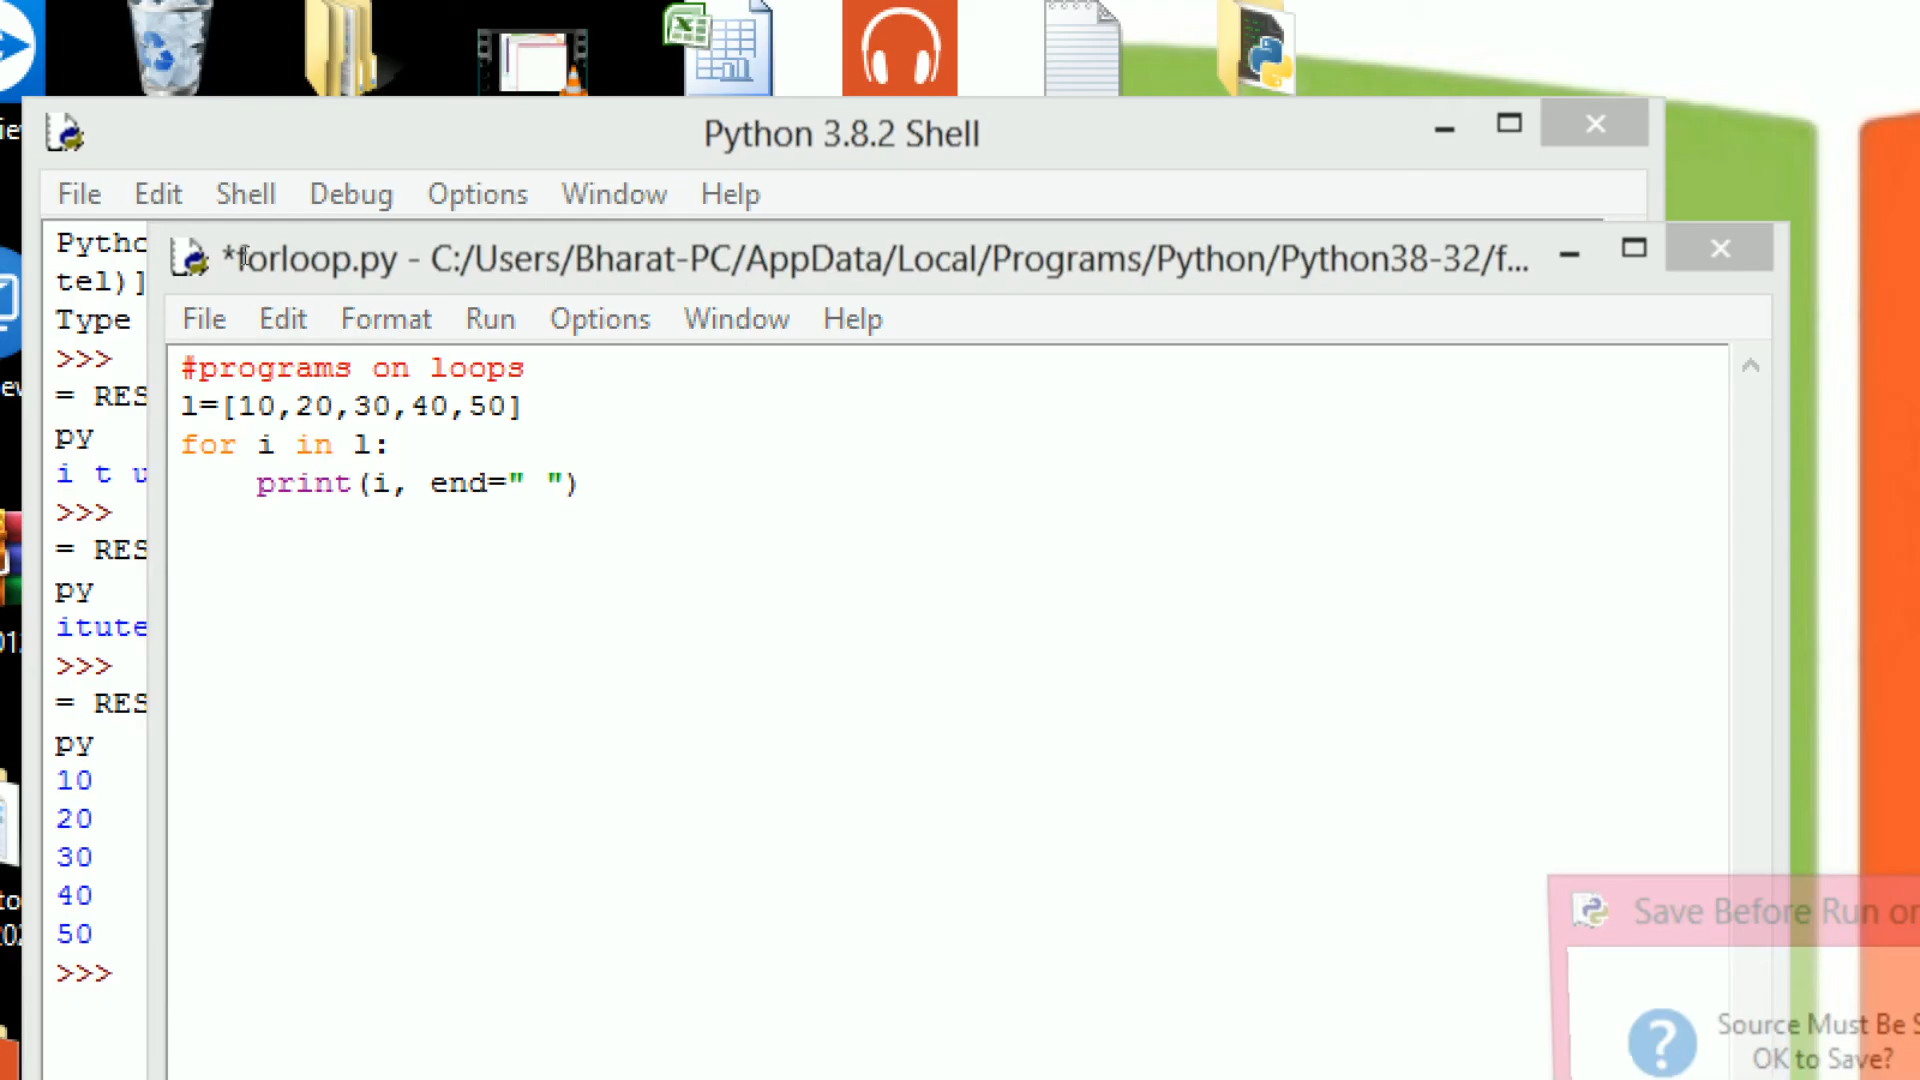 Python 3.8.2 Shell
File Edit Shell Debug Options Window Help
Pytho
tel)]
Type
>>>
= RES
py
i t u
>>>
= RES
py
itute
>>>
= RES
py
10
20
30
40
50
>>>
*forloop.py - C:/Users/Bharat-PC/AppData/Local/Programs/Python/Python38-32/f...
File Edit Format Run Options Window Help
#programs on loops
l=[10,20,30,40,50]
for i in l:
    print(i, end=" ")
Save Before Run or
Source Must Be S
OK to Save?